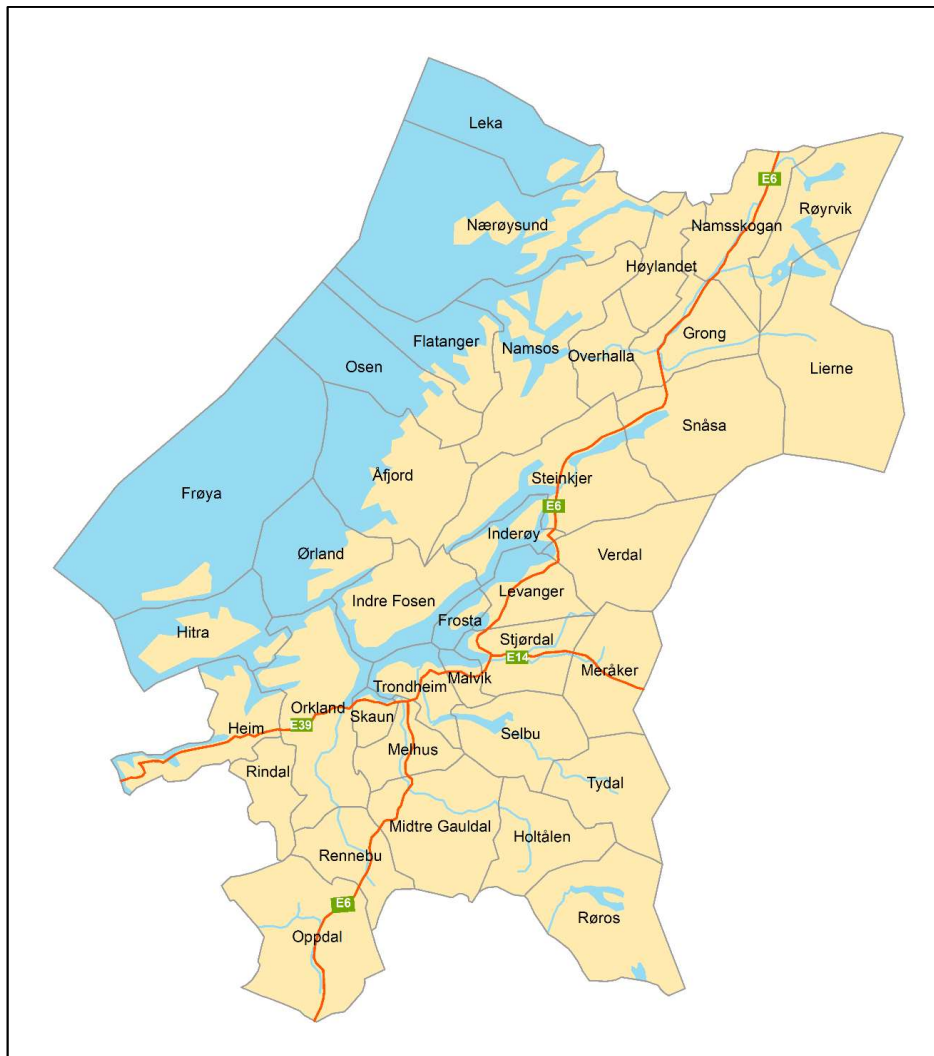 Leka
E6
Røyrvik
Nærøysund
Namsskogan
Høylandet
Grong
Flatanger
Namsos
Overhalla
Osen
Lierne
Snåsa
Åfjord
Steinkjer
Frøya
E6
Inderøy
Ørland
Verdal
Levanger
Indre Fosen
Frosta
Hitra
Stjørdal
E14
Meråker
Malvik
Trondheim
Orkland
Skaun
Heim
E39
Selbu
Melhus
Rindal
Tydal
Midtre Gauldal
Holtålen
Rennebu
E6
Røros
Oppdal